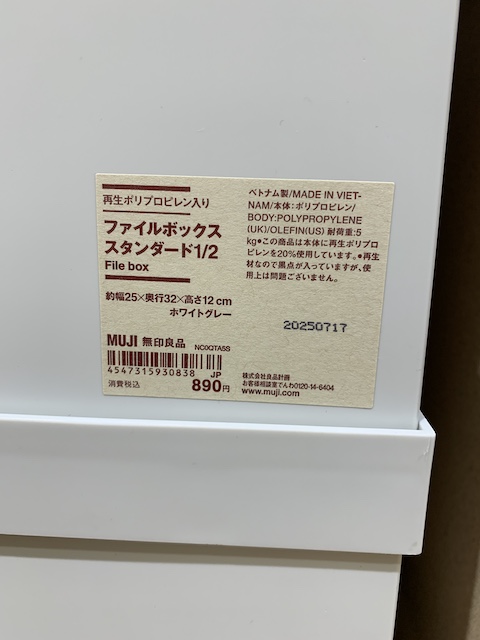 再生ポリプロピレン入り
ファイルボックス
スタンダード1/2
File box
約幅25×奥行32×高さ12cm
ホワイトグレー
MUJI 無印良品
NC0XQTA5S
4547315930838 JP
消費税込 890円
ベトナム製/MADE IN VIET-
NAM/本体:ポリプロピレン/
BODY:POLYPROPYLENE
(UK)/OLEFIN(US) 耐荷重:5
kg●この商品は本体に再生ポリプロ
ピレンを20%使用しています。●再生
材なので黒点が入っていますが、使
用上は問題ございません。
20250717
株式会社良品計画
お客様相談室でんわ0120-14-6404
www.muji.com